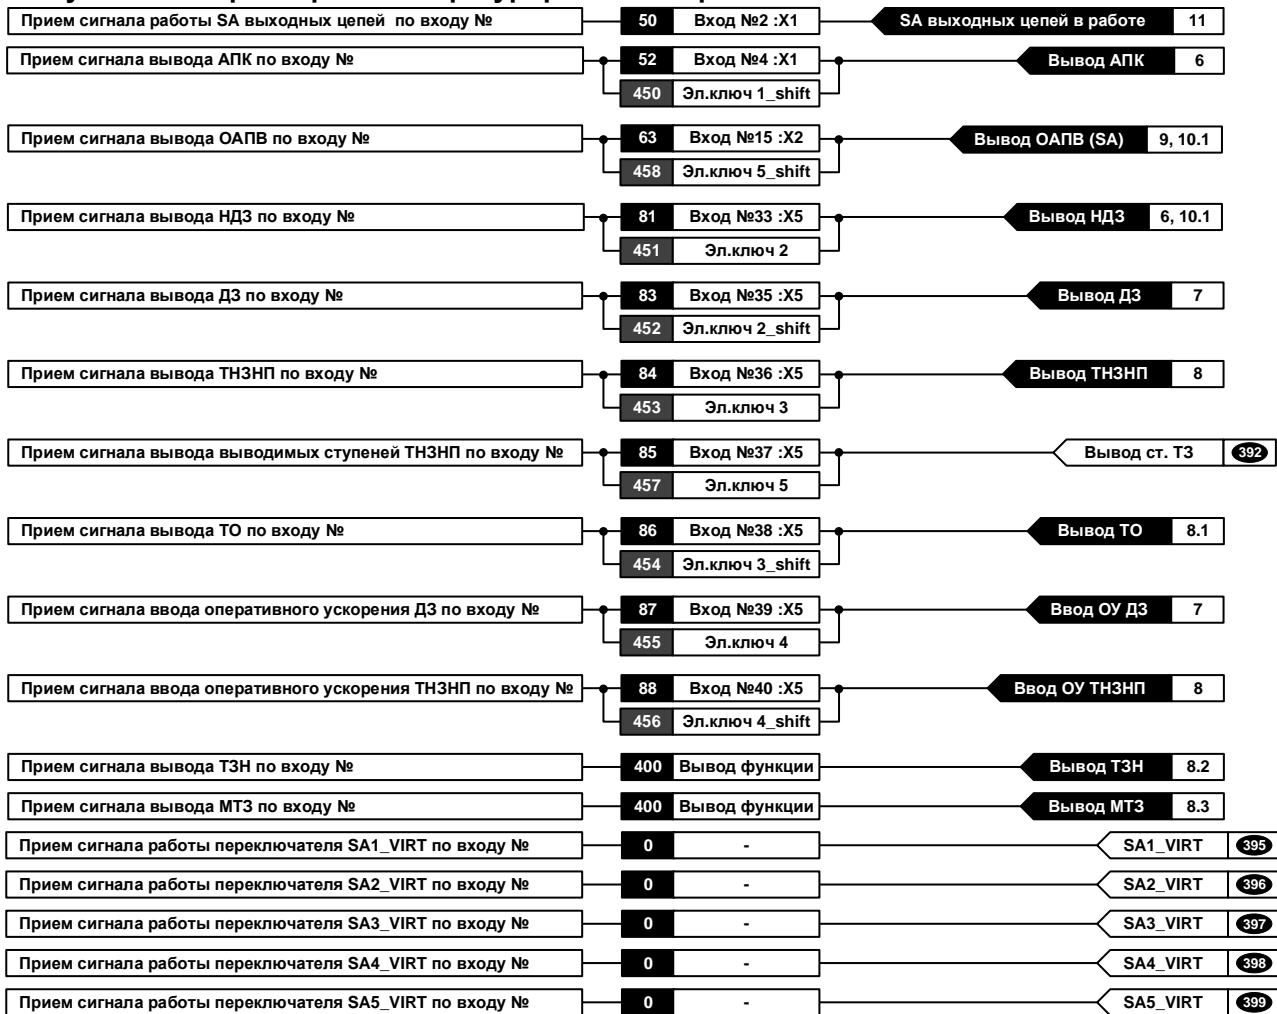 Прием сигнала работы SA выходных цепей по входу № 50 Вход №2 :X1 SA выходных цепей в работе 11
Прием сигнала вывода АПК по входу № 52 Вход №4 :X1 Вывод АПК 6
450 Эл.ключ 1_shift
Прием сигнала вывода ОАПВ по входу № 63 Вход №15 :X2 Вывод ОАПВ (SA) 9, 10.1
458 Эл.ключ 5_shift
Прием сигнала вывода НДЗ по входу № 81 Вход №33 :X5 Вывод НДЗ 6, 10.1
451 Эл.ключ 2
Прием сигнала вывода ДЗ по входу № 83 Вход №35 :X5 Вывод ДЗ 7
452 Эл.ключ 2_shift
Прием сигнала вывода ТНЗНП по входу № 84 Вход №36 :X5 Вывод ТНЗНП 8
453 Эл.ключ 3
Прием сигнала вывода выводимых ступеней ТНЗНП по входу № 85 Вход №37 :X5 Вывод ст. ТЗ 392
457 Эл.ключ 5
Прием сигнала вывода ТО по входу № 86 Вход №38 :X5 Вывод ТО 8.1
454 Эл.ключ 3_shift
Прием сигнала ввода оперативного ускорения ДЗ по входу № 87 Вход №39 :X5 Ввод ОУ ДЗ 7
455 Эл.ключ 4
Прием сигнала ввода оперативного ускорения ТНЗНП по входу № 88 Вход №40 :X5 Ввод ОУ ТНЗНП 8
456 Эл.ключ 4_shift
Прием сигнала вывода ТЗН по входу № 400 Вывод функции Вывод ТЗН 8.2
Прием сигнала вывода МТЗ по входу № 400 Вывод функции Вывод МТЗ 8.3
Прием сигнала работы переключателя SA1_VIRT по входу № 0 - SA1_VIRT 395
Прием сигнала работы переключателя SA2_VIRT по входу № 0 - SA2_VIRT 396
Прием сигнала работы переключателя SA3_VIRT по входу № 0 - SA3_VIRT 397
Прием сигнала работы переключателя SA4_VIRT по входу № 0 - SA4_VIRT 398
Прием сигнала работы переключателя SA5_VIRT по входу № 0 - SA5_VIRT 399